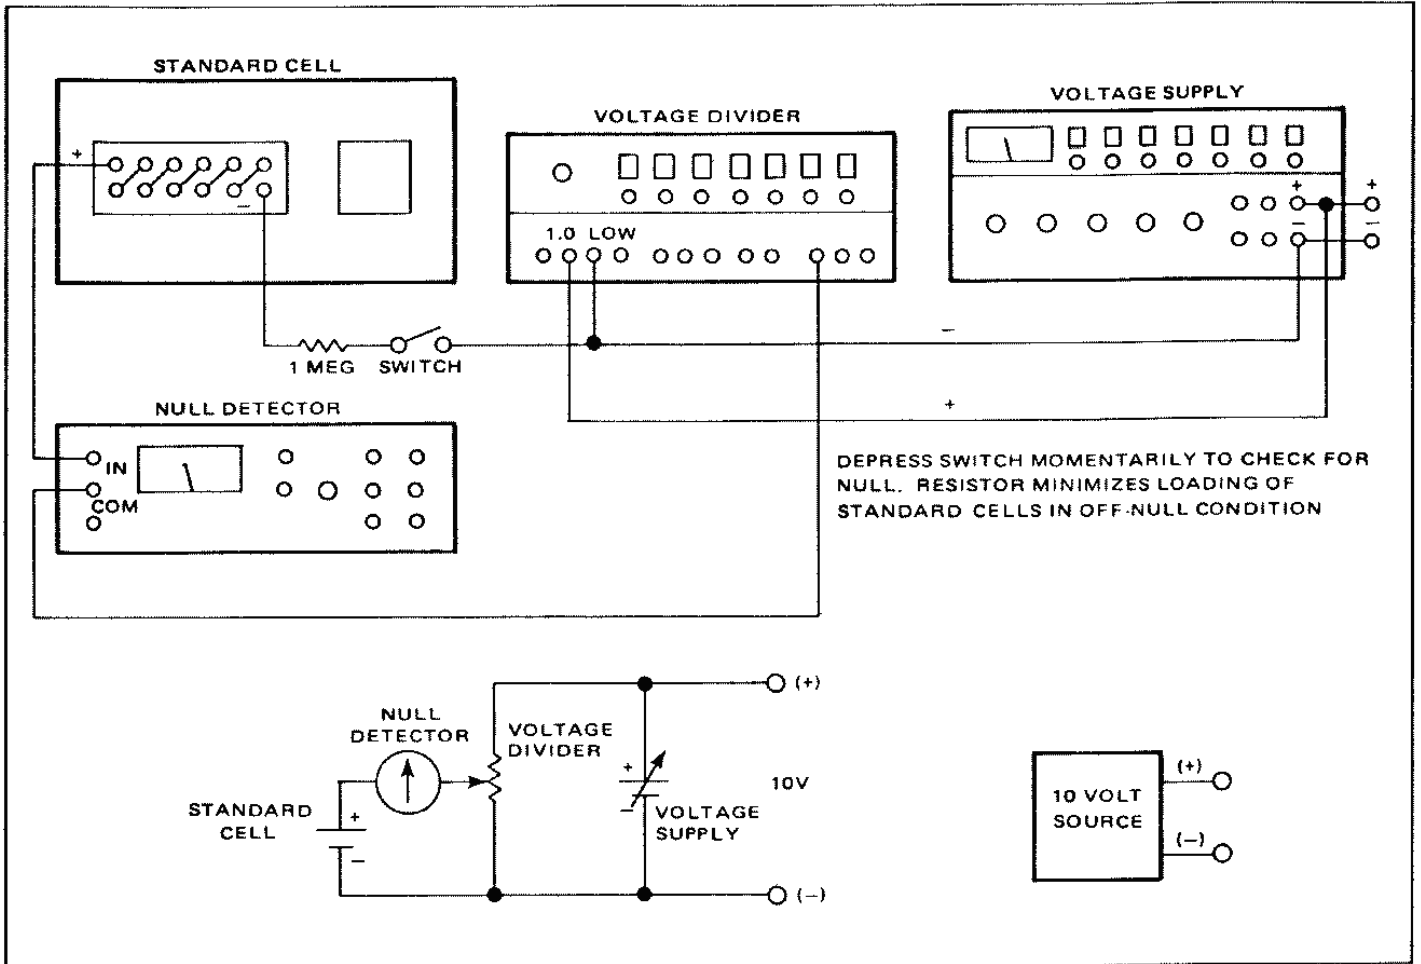 STANDARD CELL
VOLTAGE DIVIDER
VOLTAGE SUPPLY
+
−
1.0 LOW
+
−
+
−
1 MEG
SWITCH
−
+
NULL DETECTOR
IN
COM
DEPRESS SWITCH MOMENTARILY TO CHECK FOR
NULL. RESISTOR MINIMIZES LOADING OF
STANDARD CELLS IN OFF-NULL CONDITION
NULL
DETECTOR
VOLTAGE
DIVIDER
STANDARD
CELL
+
−
+
−
VOLTAGE
SUPPLY
(+)
10V
(−)
10 VOLT
SOURCE
(+)
(−)